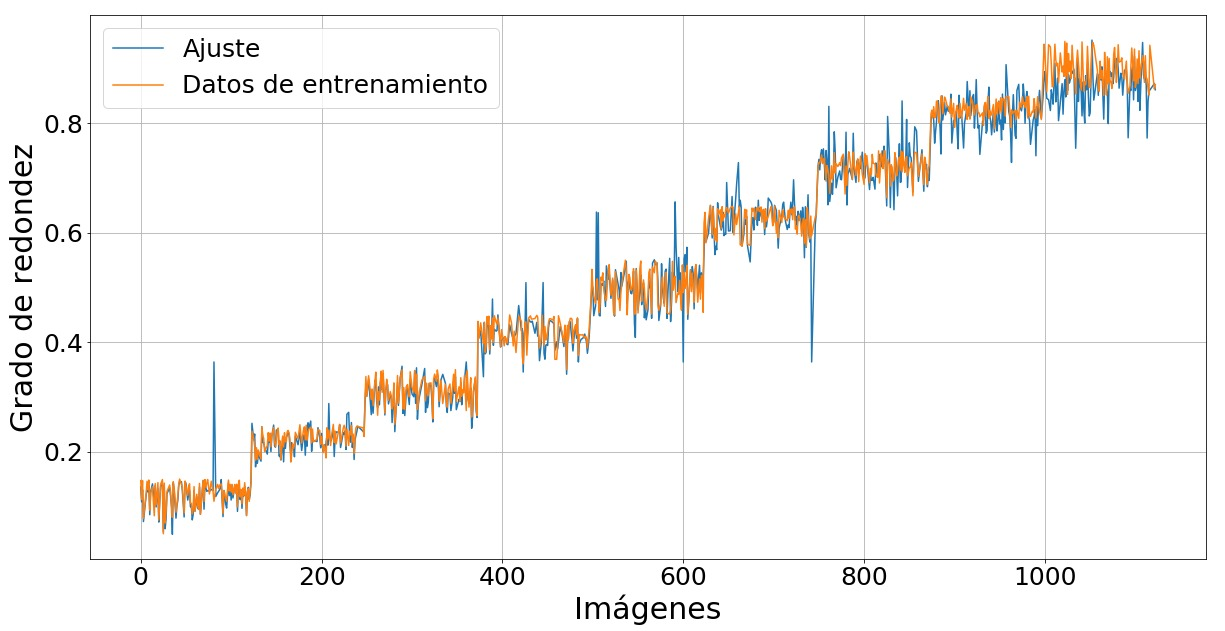 Ajuste
Datos de entrenamiento
Grado de redondez
0.8
0.6
0.4
0.2
0 200 400 600 800 1000
Imágenes